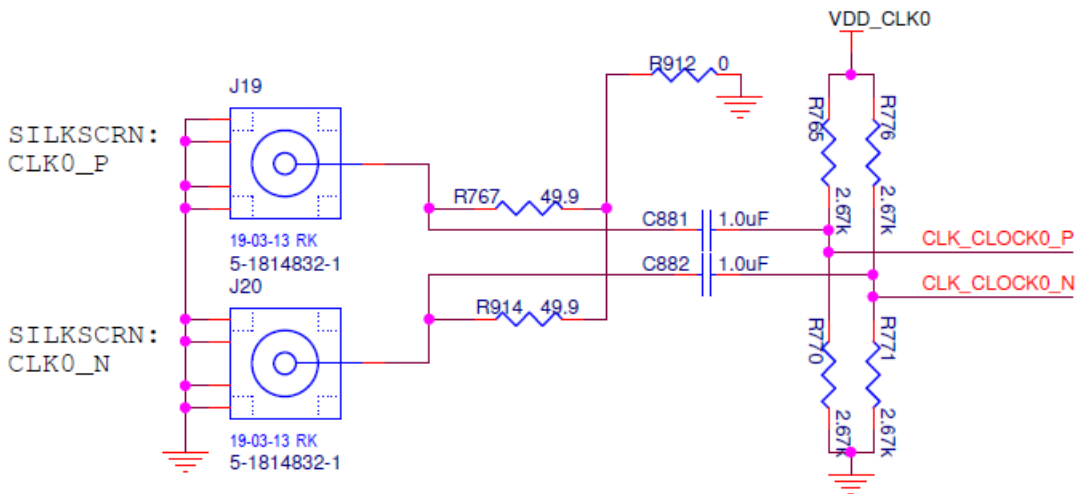 VDD_CLK0
R912 0
J19
SILKSCRN:
CLK0_P
R765
R776
R767 49.9
2.67k
2.67k
C881 1.0uF
19-03-13 RK
5-1814832-1
CLK_CLOCK0_P
C882 1.0uF
J20
CLK_CLOCK0_N
R914 49.9
SILKSCRN:
CLK0_N
R770
R771
2.67k
2.67k
19-03-13 RK
5-1814832-1